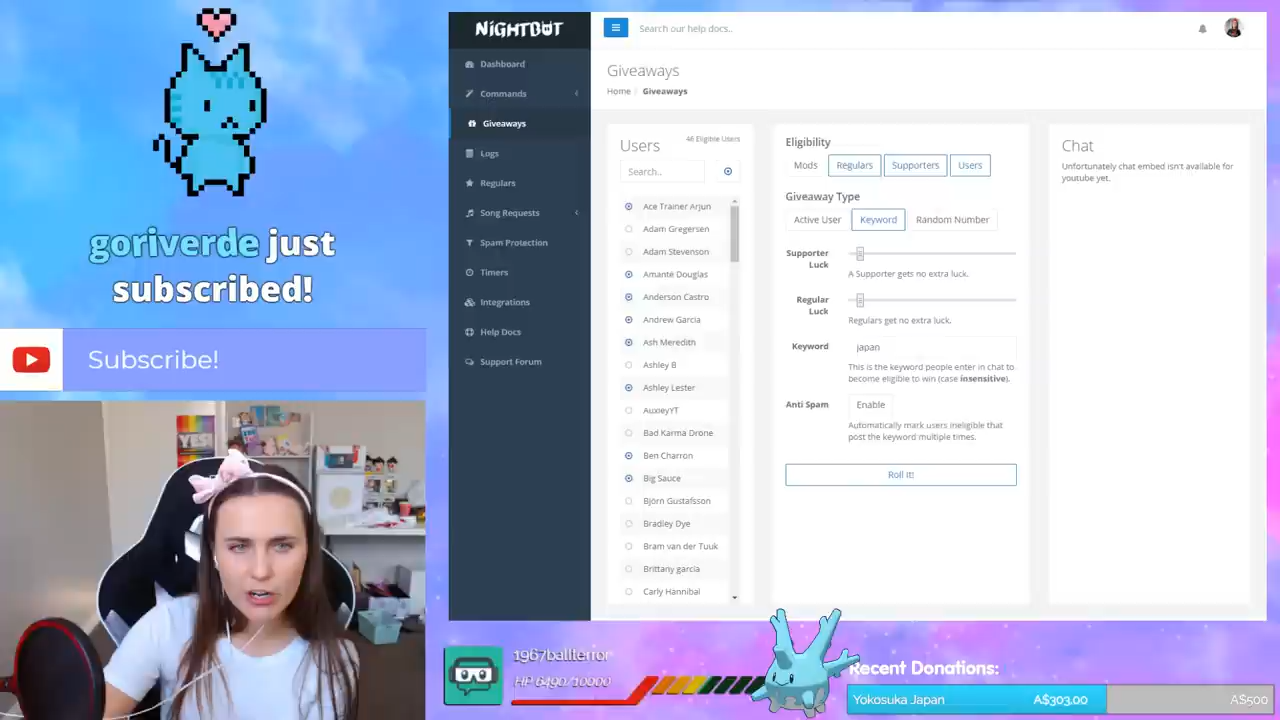 goriverde just
subscribed!
Subscribe!
NIGHTBOT
Dashboard
Commands
Giveaways
Logs
Regulars
Song Requests
Spam Protection
Timers
Integrations
Help Docs
Support Forum
Search our help docs..
Giveaways
Home / Giveaways
Users
46 Eligible Users
Search..
Ace Trainer Arjun
Adam Gregersen
Adam Stevenson
Amanté Douglas
Anderson Castro
Andrew Garcia
Ash Meredith
Ashley B
Ashley Lester
AuxeyYT
Bad Karma Drone
Ben Charron
Big Sauce
Björn Gustafsson
Bradley Dye
Bram van der Tuuk
Brittany garcia
Carly Hannibal
Eligibility
Mods Regulars Supporters Users
Giveaway Type
Active User Keyword Random Number
Supporter
Luck
A Supporter gets no extra luck.
Regular
Luck
Regulars get no extra luck.
Keyword japan
This is the keyword people enter in chat to
become eligible to win (case insensitive).
Anti Spam Enable
Automatically mark users ineligible that
post the keyword multiple times.
Roll It!
Chat
Unfortunately chat embed isn't available for
youtube yet.
1967ballterror
HP 6490/10000
Recent Donations:
Yokosuka Japan A$303.00 A$500